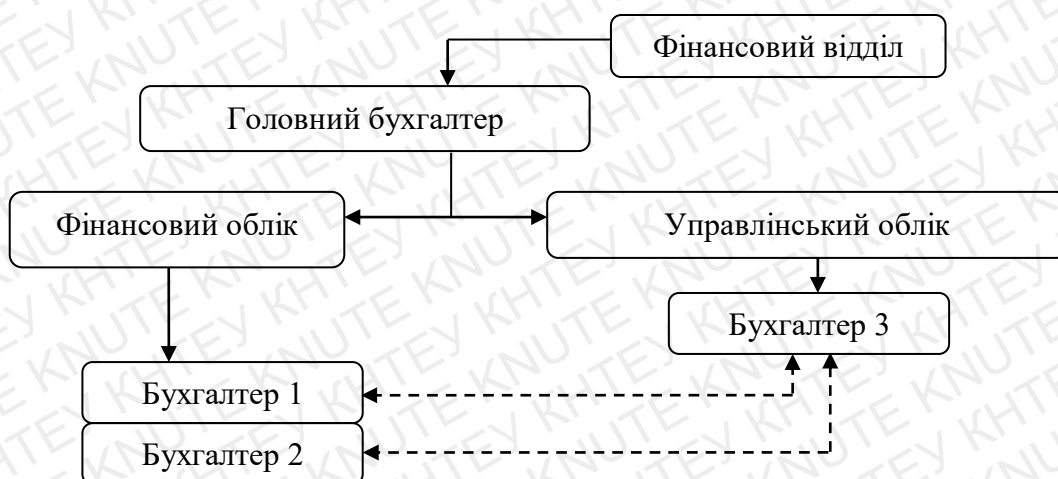 Фінансовий відділ
Головний бухгалтер
Фінансовий облік
Управлінський облік
Бухгалтер 3
Бухгалтер 1
Бухгалтер 2